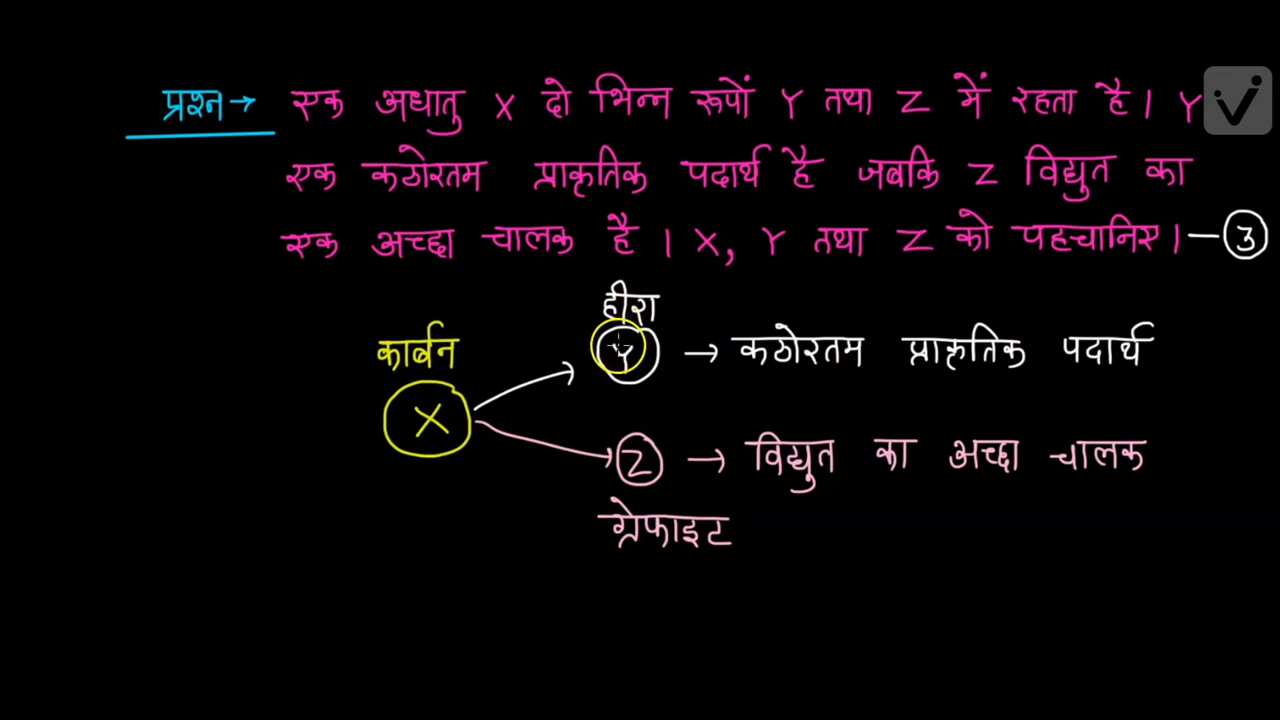 प्रश्न → एक अधातु X दो भिन्न रूपों Y तथा Z में रहता है। Y
एक कठोरतम प्राकृतिक पदार्थ है जबकि Z विद्युत का
एक अच्छा चालक है । X, Y तथा Z को पहचानिए। — 3
हीरा
कार्बन
Y → कठोरतम प्राकृतिक पदार्थ
X
Z → विद्युत का अच्छा चालक
ग्रेफाइट